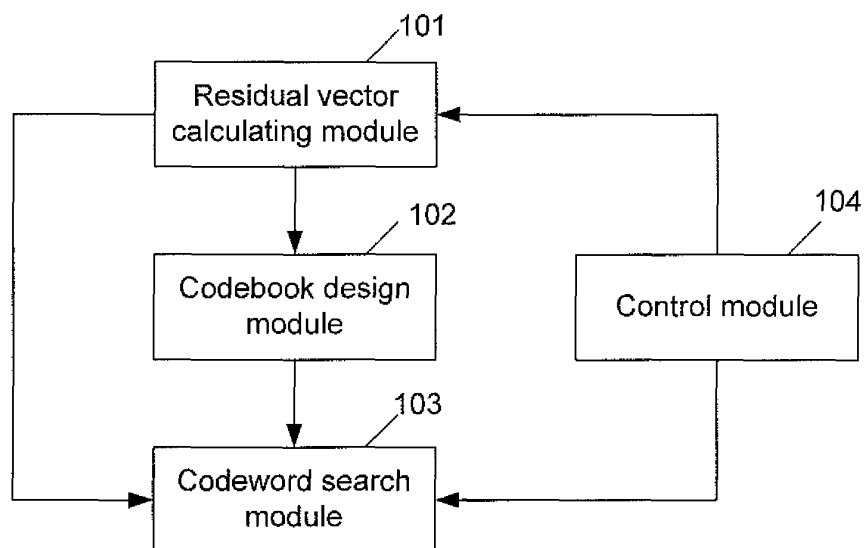 101
Residual vector
calculating module
102
104
Codebook design
module
Control module
103
Codeword search
module